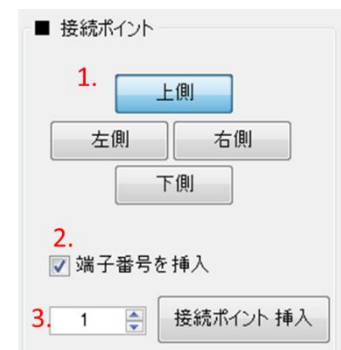 ■ 接続ポイント
1.
上側
左側 右側
下側
2.
端子番号を挿入
3. 1 接続ポイント 挿入